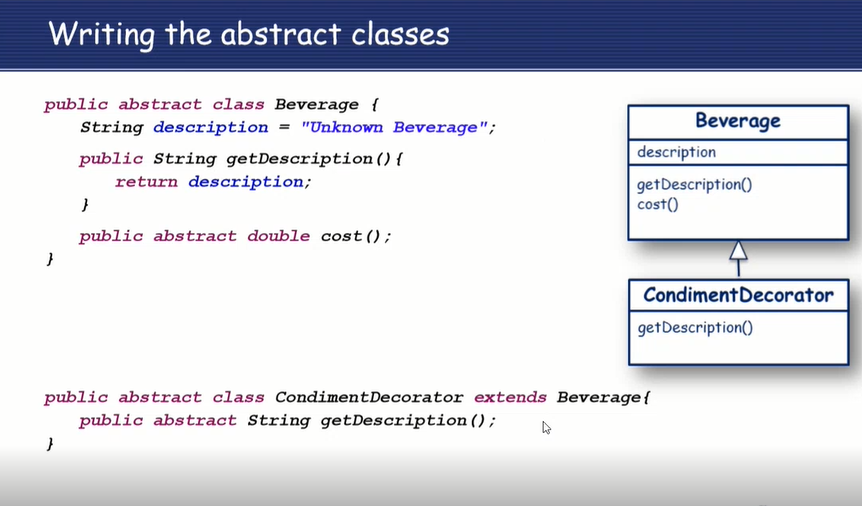 Writing the abstract classes
public abstract class Beverage {
String description = "Unknown Beverage";
public String getDescription(){
return description;
}
public abstract double cost();
}
Beverage
description
getDescription()
cost()
CondimentDecorator
getDescription()
public abstract class CondimentDecorator extends Beverage{
public abstract String getDescription();
}